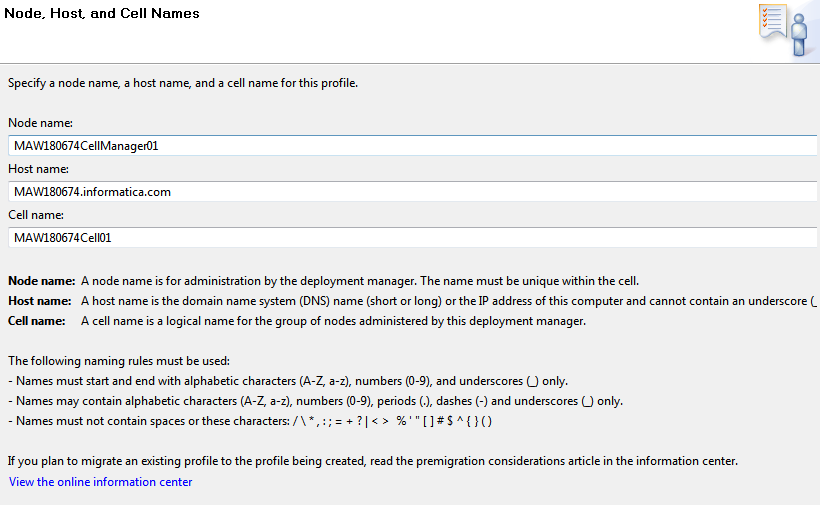 Node, Host, and Cell Names
Specify a node name, a host name, and a cell name for this profile.
Node name:
MAW180674CellManager01
Host name:
MAW180674.informatica.com
Cell name:
MAW180674Cell01
Node name: A node name is for administration by the deployment manager. The name must be unique within the cell.
Host name: A host name is the domain name system (DNS) name (short or long) or the IP address of this computer and cannot contain an underscore (_
Cell name: A cell name is a logical name for the group of nodes administered by this deployment manager.
The following naming rules must be used:
- Names must start and end with alphabetic characters (A-Z, a-z), numbers (0-9), and underscores (_) only.
- Names may contain alphabetic characters (A-Z, a-z), numbers (0-9), periods (.), dashes (-) and underscores (_) only.
- Names must not contain spaces or these characters: / \ * , : ; = + ? | < > % ' " [ ] # $ ^ { } ( )
If you plan to migrate an existing profile to the profile being created, read the premigration considerations article in the information center.
View the online information center